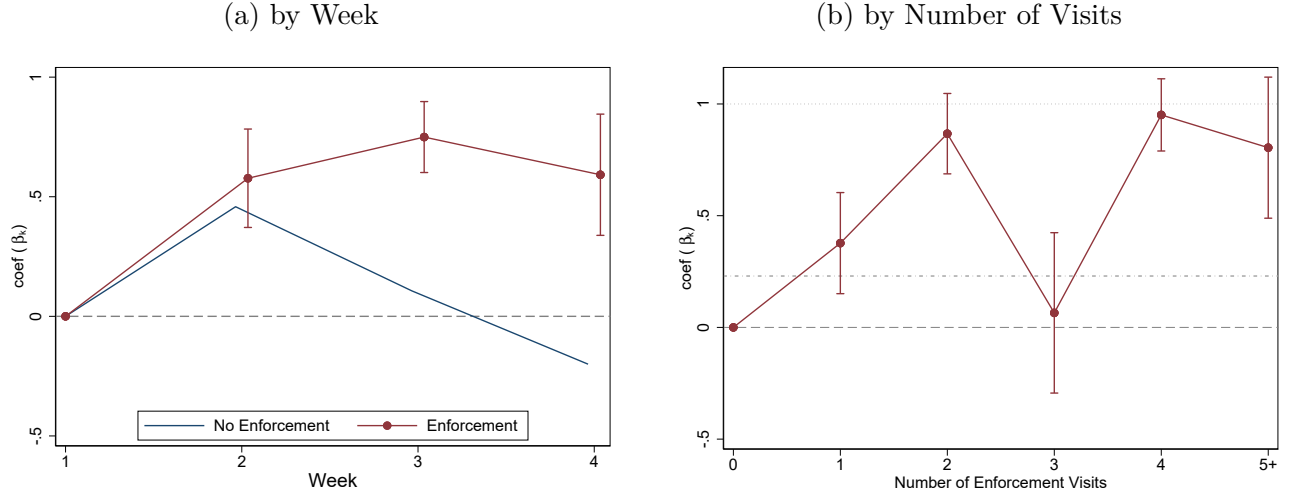 (a) by Week
1
.5
0
-.5
coef ( βk)
No Enforcement
Enforcement
1
2
3
4
Week
(b) by Number of Visits
1
.5
0
-.5
coef ( βk)
0
1
2
3
4
5+
Number of Enforcement Visits